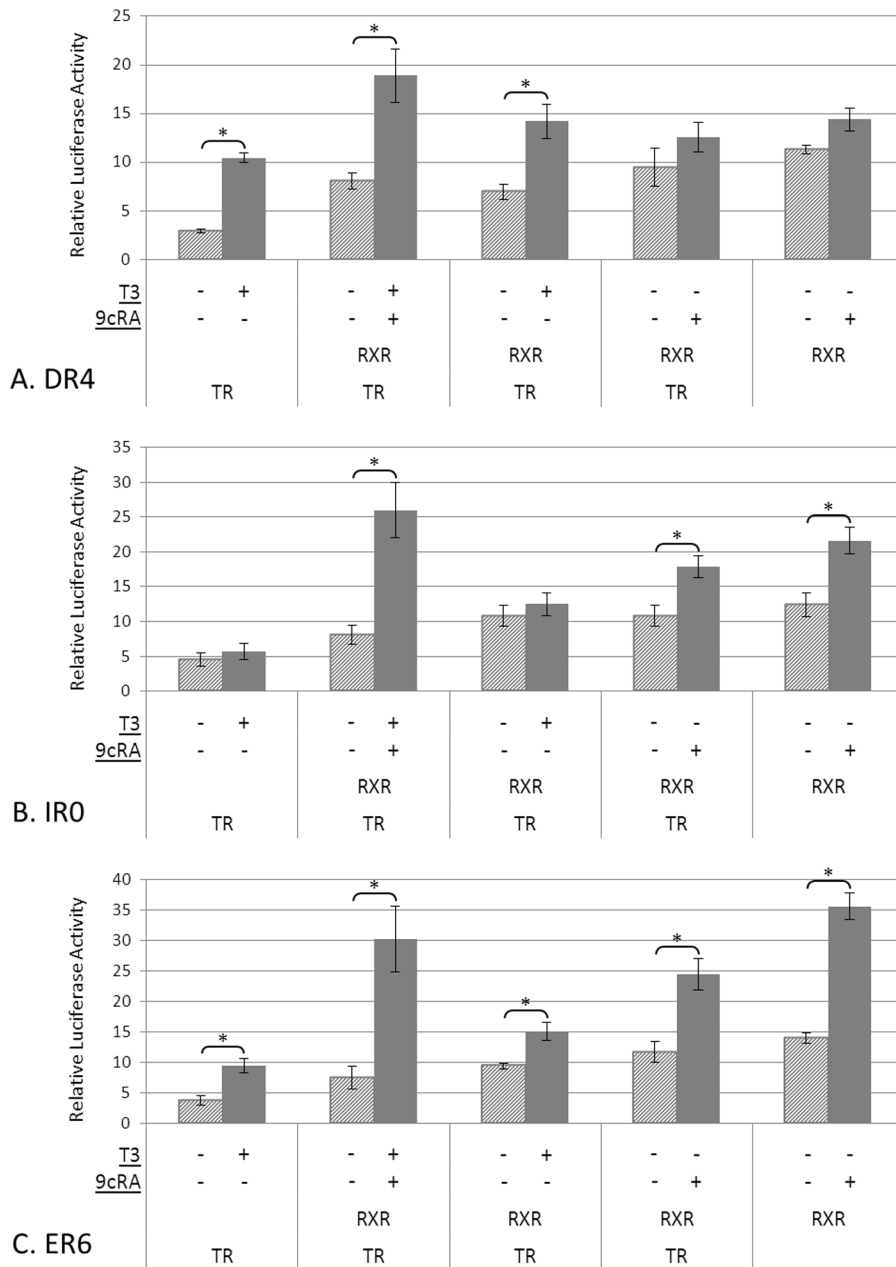 25
*
20
*
Relative Luciferase Activity
15
*
10
5
0
T3 - + - + - + - - - -
9cRA - - - + - - - + - +
RXR RXR RXR RXR
A. DR4
TR TR TR TR
35
*
30
Relative Luciferase Activity
25
*
20
*
15
10
5
0
T3 - + - + - + - - - -
9cRA - - - + - - - + - +
RXR RXR RXR RXR
B. IR0
TR TR TR TR
40
*
35
*
Relative Luciferase Activity
30
25
*
20
15
*
10
*
5
0
T3 - + - + - + - - - -
9cRA - - - + - - - + - +
RXR RXR RXR RXR
C. ER6
TR TR TR TR